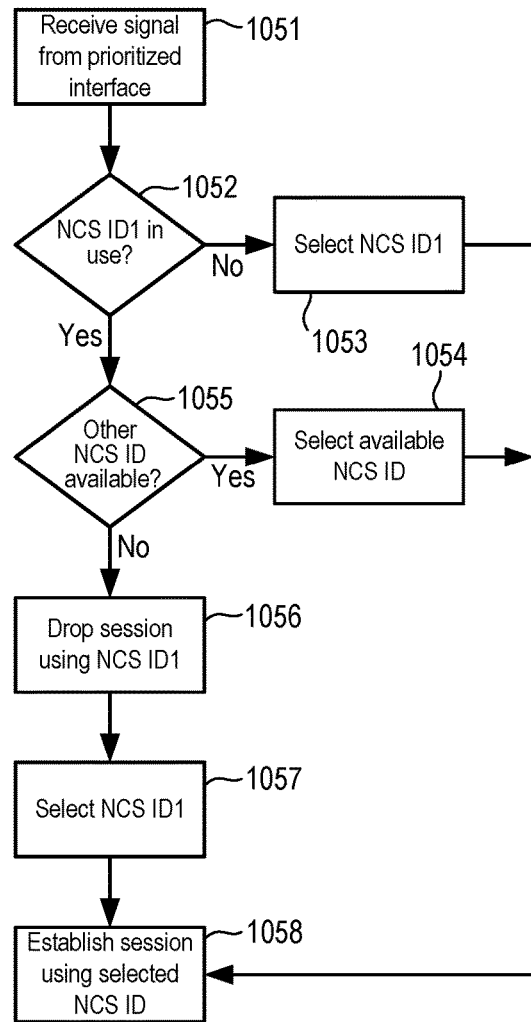 Receive signal
from prioritized
interface
1051
NCS ID1 in
use?
1052
No
Select NCS ID1
1053
Yes
1054
Other
NCS ID
available?
1055
Yes
Select available
NCS ID
No
Drop session
using NCS ID1
1056
Select NCS ID1
1057
Establish session
using selected
NCS ID
1058